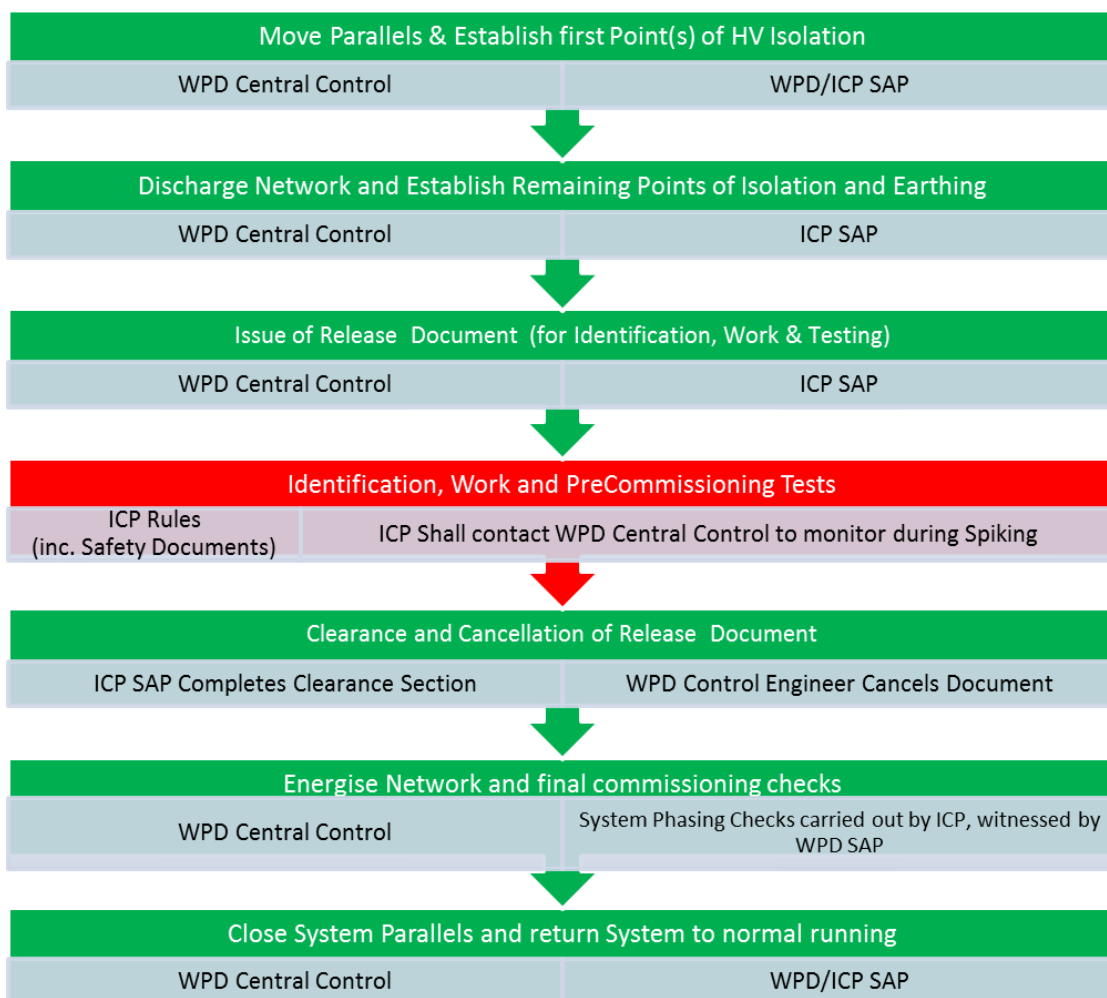 Move Parallels & Establish first Point(s) of HV Isolation
WPD Central Control
WPD/ICP SAP
Discharge Network and Establish Remaining Points of Isolation and Earthing
WPD Central Control
ICP SAP
Issue of Release Document (for Identification, Work & Testing)
WPD Central Control
ICP SAP
Identification, Work and PreCommissioning Tests
ICP Rules
(inc. Safety Documents)
ICP Shall contact WPD Central Control to monitor during Spiking
Clearance and Cancellation of Release Document
ICP SAP Completes Clearance Section
WPD Control Engineer Cancels Document
Energise Network and final commissioning checks
WPD Central Control
System Phasing Checks carried out by ICP, witnessed by
WPD SAP
Close System Parallels and return System to normal running
WPD Central Control
WPD/ICP SAP